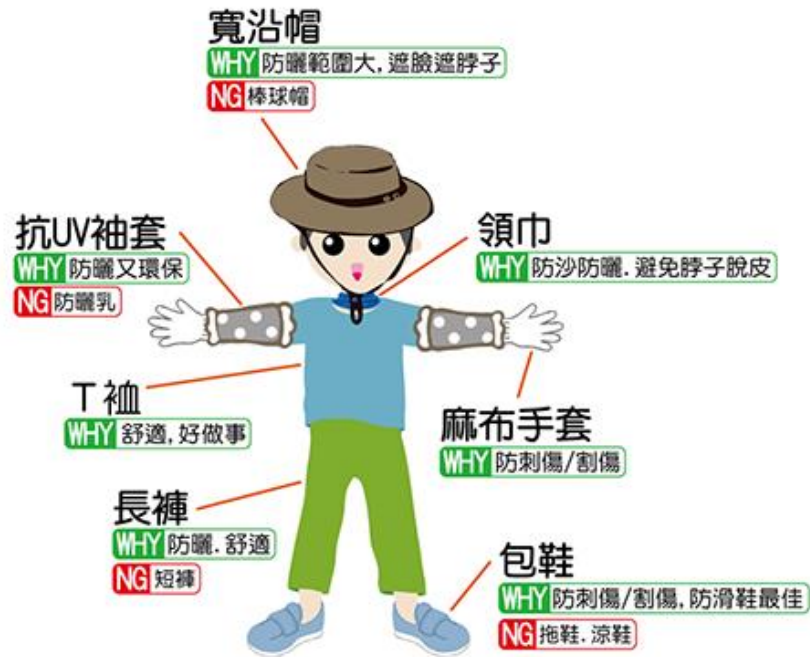 寬沿帽
WHY 防曬範圍大,遮臉遮脖子
NG 棒球帽
抗UV袖套
WHY 防曬又環保
NG 防曬乳
領巾
WHY 防沙防曬.避免脖子脫皮
T裇
WHY 舒適,好做事
麻布手套
WHY 防刺傷/割傷
長褲
WHY 防曬.舒適
NG 短褲
包鞋
WHY 防刺傷/割傷,防滑鞋最佳
NG 拖鞋.涼鞋